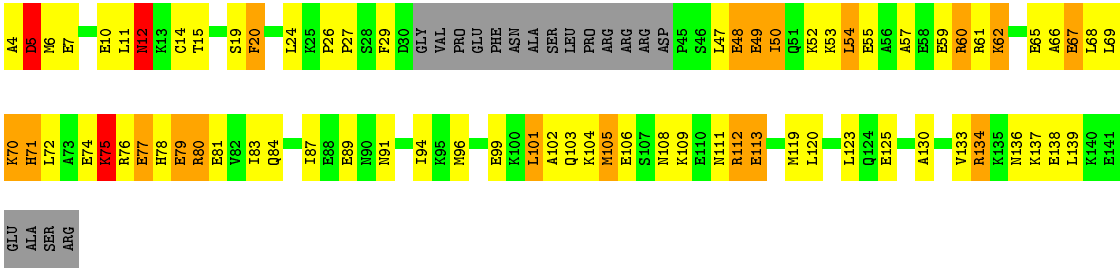 A4 D5 M6 E7 E10 L11 N12 K13 C14 T15 S19 F20 L24 K25 P26 P27 S28 F29 D30 GLY VAL PRO GLU PHE ASN ALA SER LEU PRO ARG ARG ARG ASP P45 S46 L47 E48 E49 I50 Q51 K52 K53 L54 E55 A56 A57 E58 E59 R60 R61 K62 E65 A66 E67 L68 L69
K70 H71 L72 A73 E74 K75 R76 E77 H78 E79 R80 E81 V82 I83 Q84 I87 E88 E89 N90 N91 I94 K95 M96 E99 K100 L101 A102 Q103 K104 M105 E106 S107 N108 K109 E110 N111 R112 E113 M119 L120 L123 Q124 E125 A130 V133 R134 K135 N136 K137 E138 L139 K140 E141
GLU ALA SER ARG